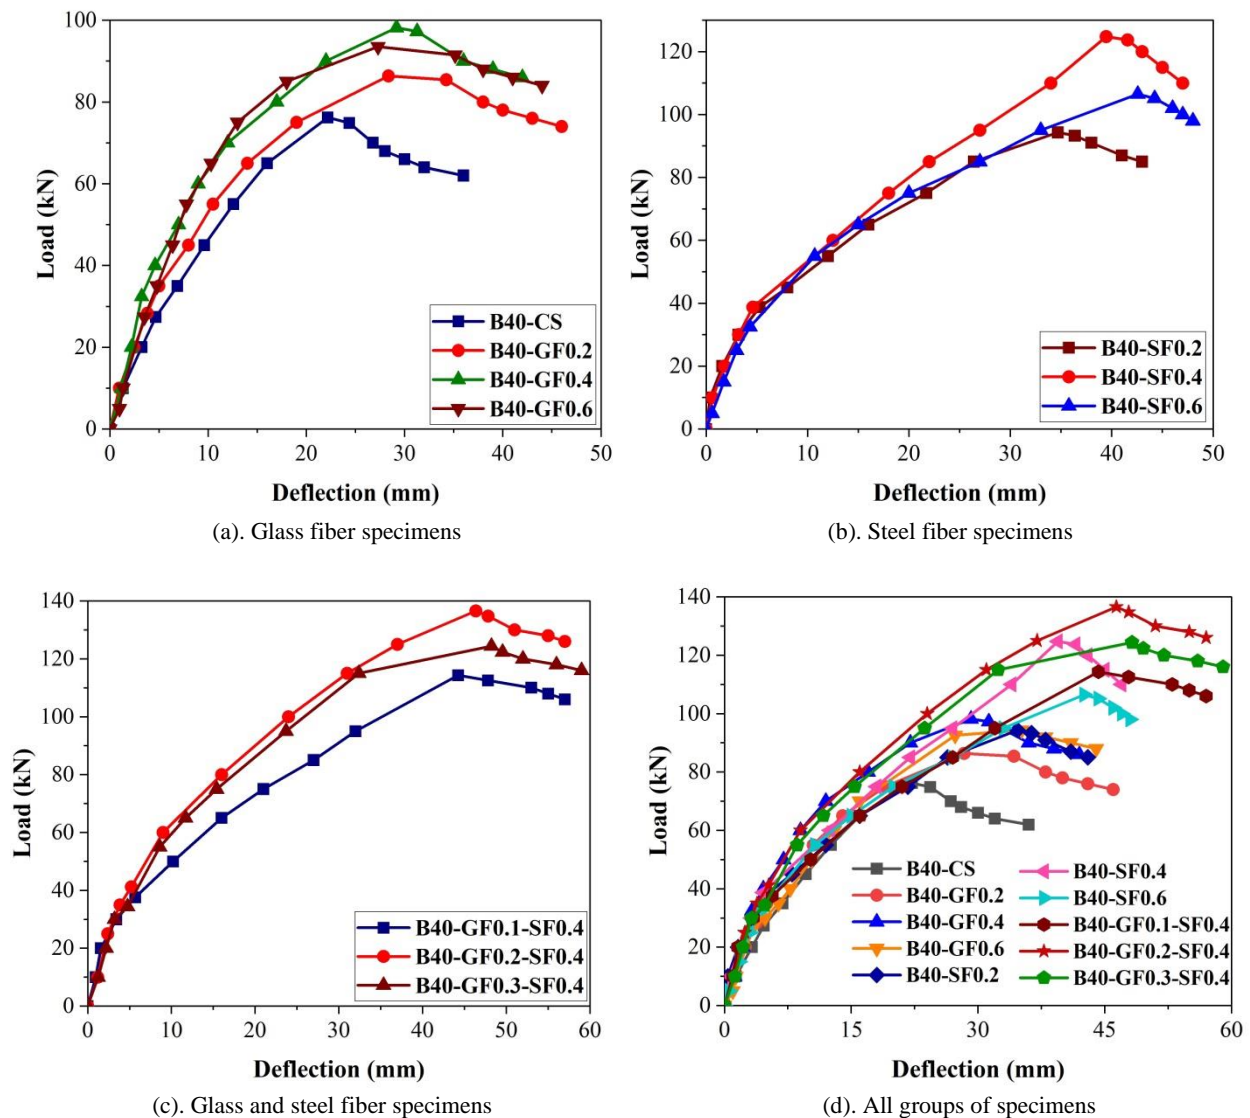 100
80
60
40
20
0
Load (kN)
0 10 20 30 40 50
Deflection (mm)
B40-CS
B40-GF0.2
B40-GF0.4
B40-GF0.6
(a). Glass fiber specimens
120
100
80
60
40
20
0
Load (kN)
0 10 20 30 40 50
Deflection (mm)
B40-SF0.2
B40-SF0.4
B40-SF0.6
(b). Steel fiber specimens
140
120
100
80
60
40
20
0
Load (kN)
0 10 20 30 40 50 60
Deflection (mm)
B40-GF0.1-SF0.4
B40-GF0.2-SF0.4
B40-GF0.3-SF0.4
(c). Glass and steel fiber specimens
140
120
100
80
60
40
20
0
Load (kN)
0 15 30 45 60
Deflection (mm)
B40-CS
B40-GF0.2
B40-GF0.4
B40-GF0.6
B40-SF0.2
B40-SF0.4
B40-SF0.6
B40-GF0.1-SF0.4
B40-GF0.2-SF0.4
B40-GF0.3-SF0.4
(d). All groups of specimens